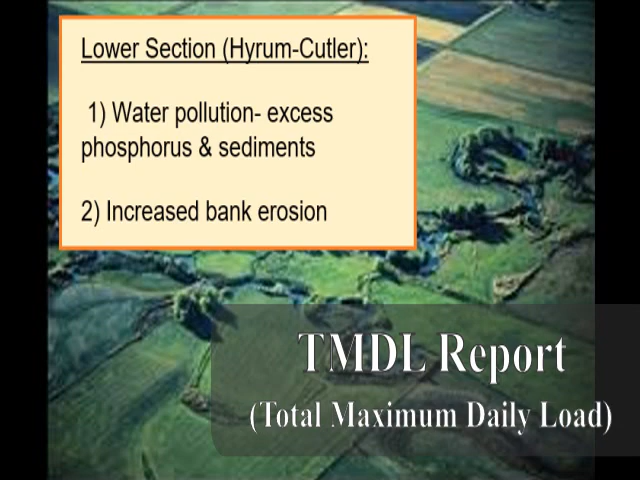 Lower Section (Hyrum-Cutler):
1) Water pollution- excess
phosphorus & sediments
2) Increased bank erosion
TMDL Report
(Total Maximum Daily Load)